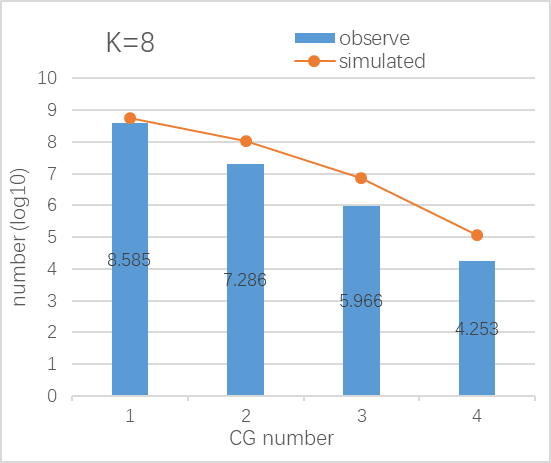 K=8
observe
simulated
10
9
8
7
6
5
4
3
2
1
0
number (log10)
8.585
7.286
5.966
4.253
1 2 3 4
CG number